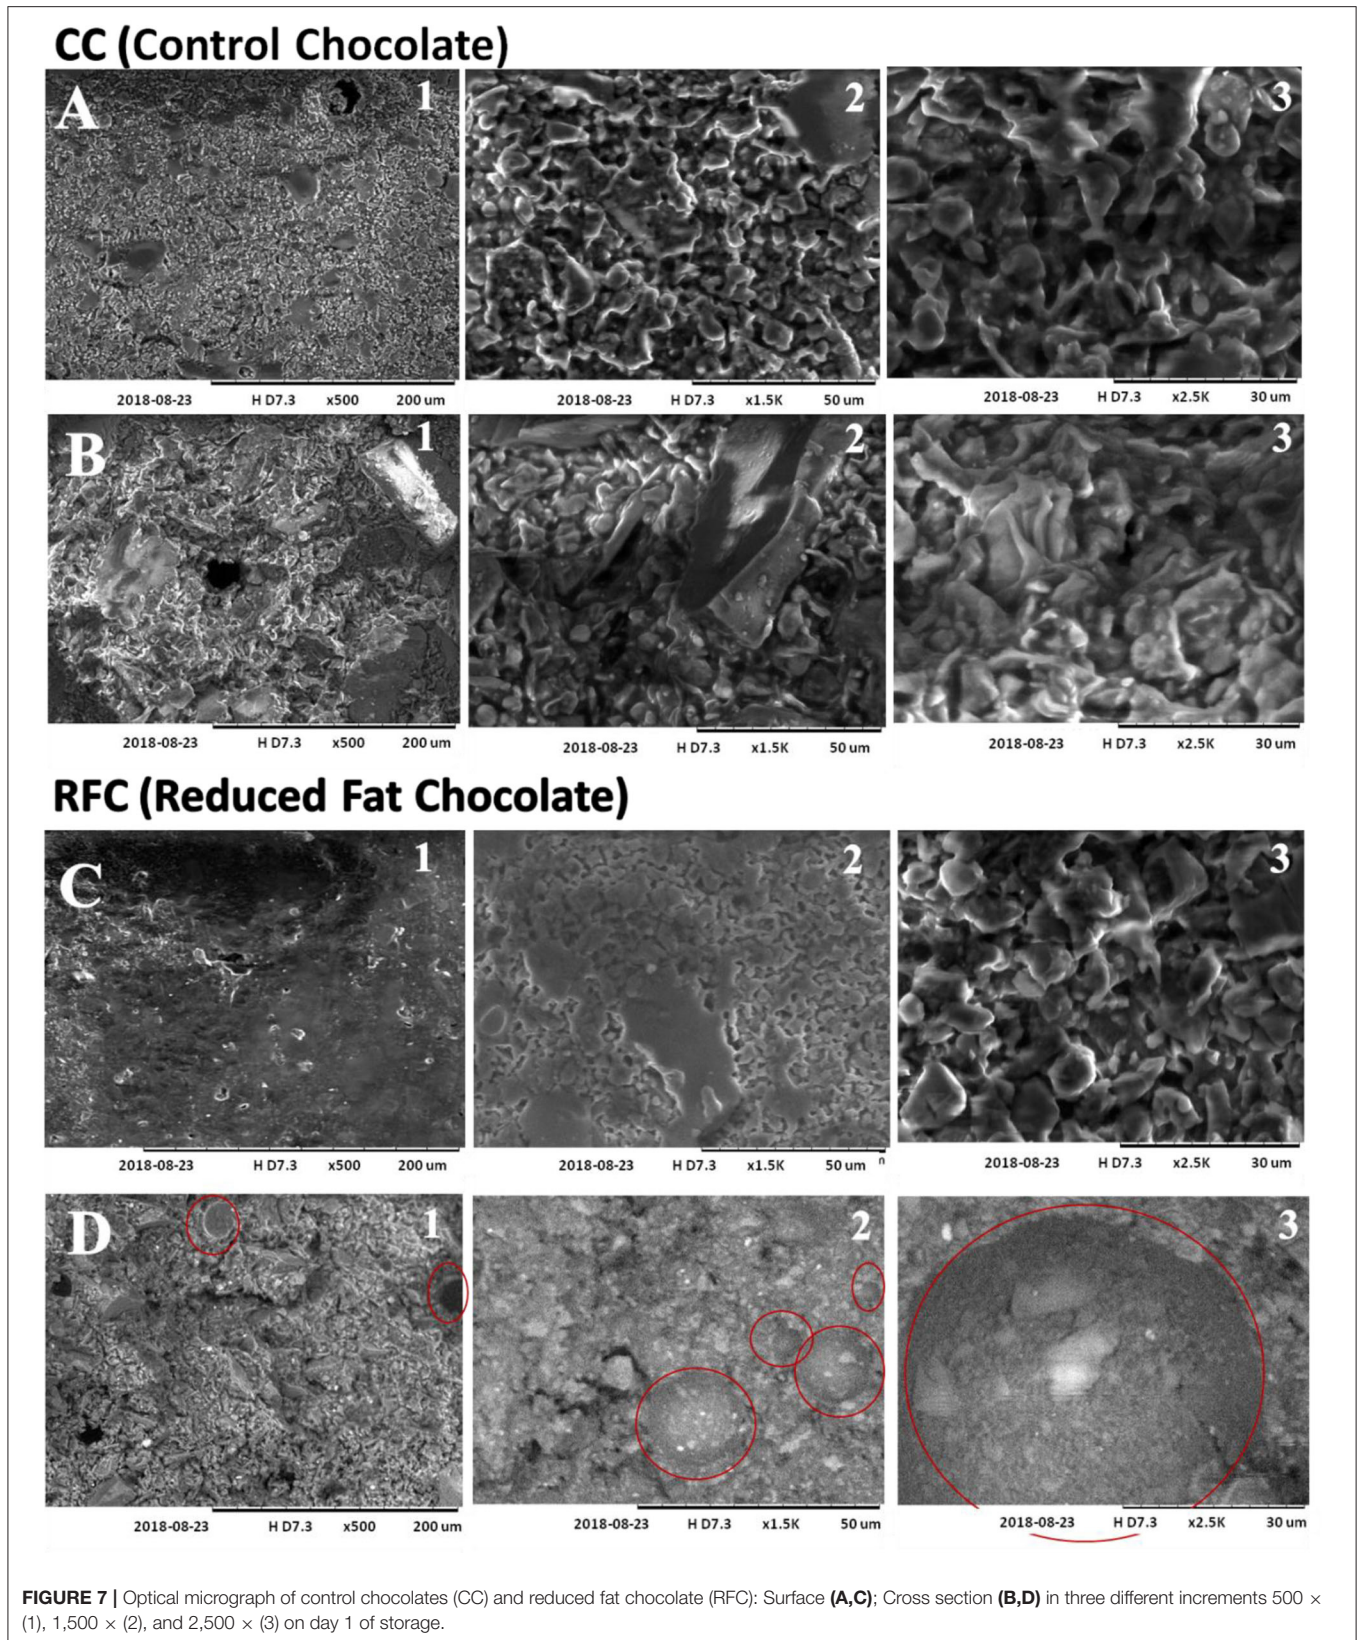 CC (Control Chocolate)
A 1 2 3
2018-08-23 H D7.3 x500 200 um 2018-08-23 H D7.3 x1.5K 50 um 2018-08-23 H D7.3 x2.5K 30 um
B 1 2 3
2018-08-23 H D7.3 x500 200 um 2018-08-23 H D7.3 x1.5K 50 um 2018-08-23 H D7.3 x2.5K 30 um
RFC (Reduced Fat Chocolate)
C 1 2 3
2018-08-23 H D7.3 x500 200 um 2018-08-23 H D7.3 x1.5K 50 um n 2018-08-23 H D7.3 x2.5K 30 um
D 1 2 3
2018-08-23 H D7.3 x500 200 um 2018-08-23 H D7.3 x1.5K 50 um 2018-08-23 H D7.3 x2.5K 30 um
FIGURE 7 | Optical micrograph of control chocolates (CC) and reduced fat chocolate (RFC): Surface (A,C); Cross section (B,D) in three different increments 500 ×
(1), 1,500 × (2), and 2,500 × (3) on day 1 of storage.